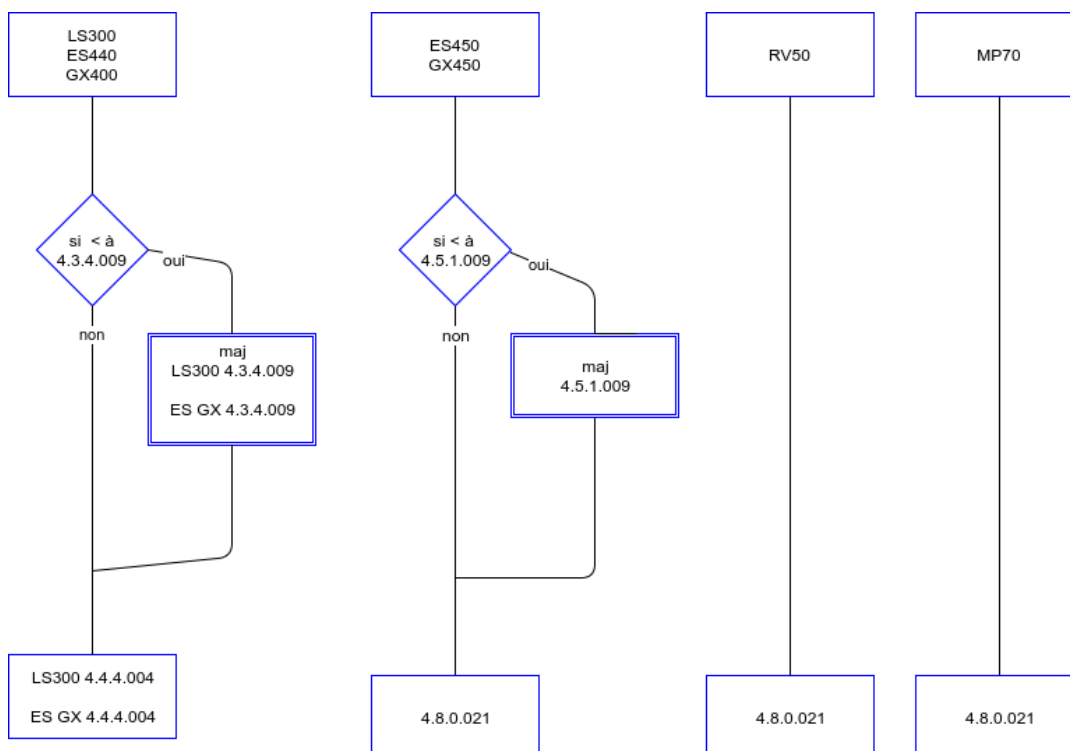 LS300
ES440
GX400
ES450
GX450
RV50
MP70
si < à
4.3.4.009
oui
non
maj
LS300 4.3.4.009
ES GX 4.3.4.009
si < à
4.5.1.009
oui
non
maj
4.5.1.009
LS300 4.4.4.004
ES GX 4.4.4.004
4.8.0.021
4.8.0.021
4.8.0.021